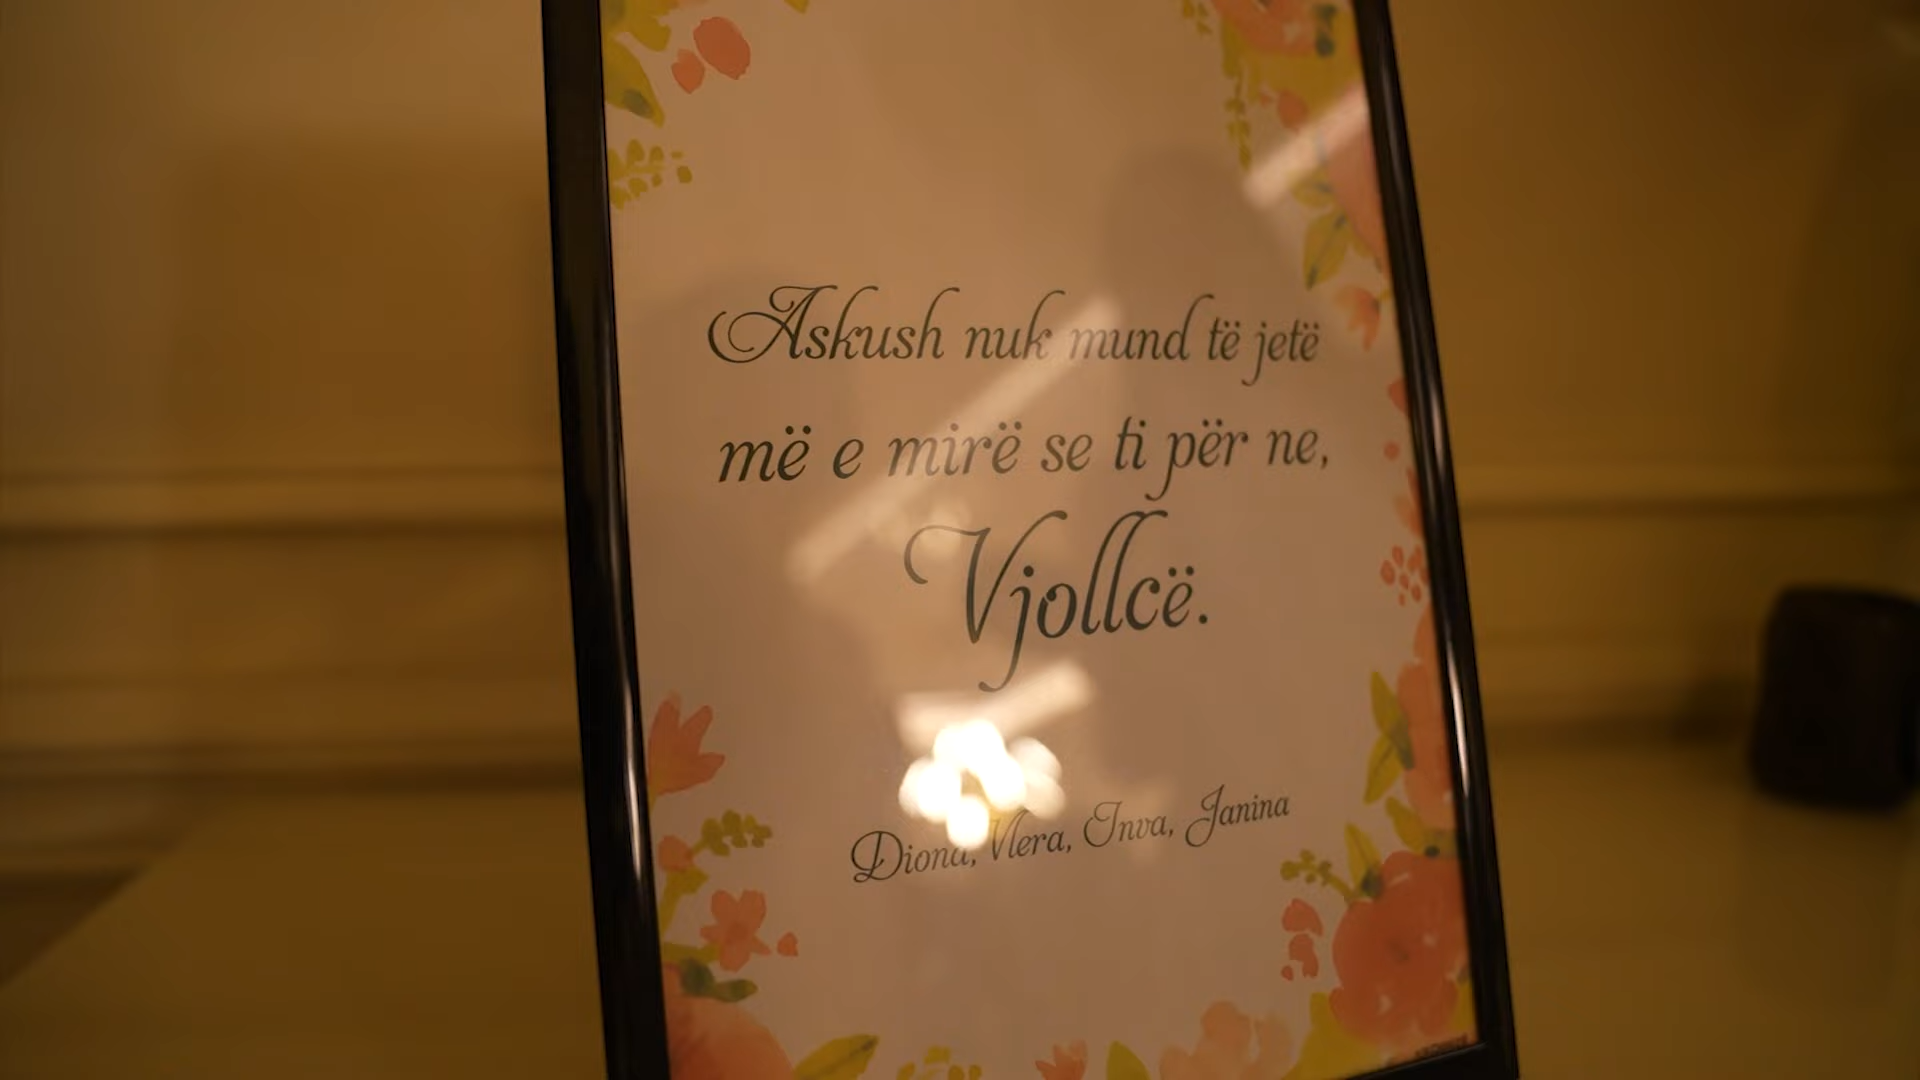 Askush nuk mund të jetë
më e mirë se ti për ne,
Vjollcë.
Diona, Vlera, Inva, Janina